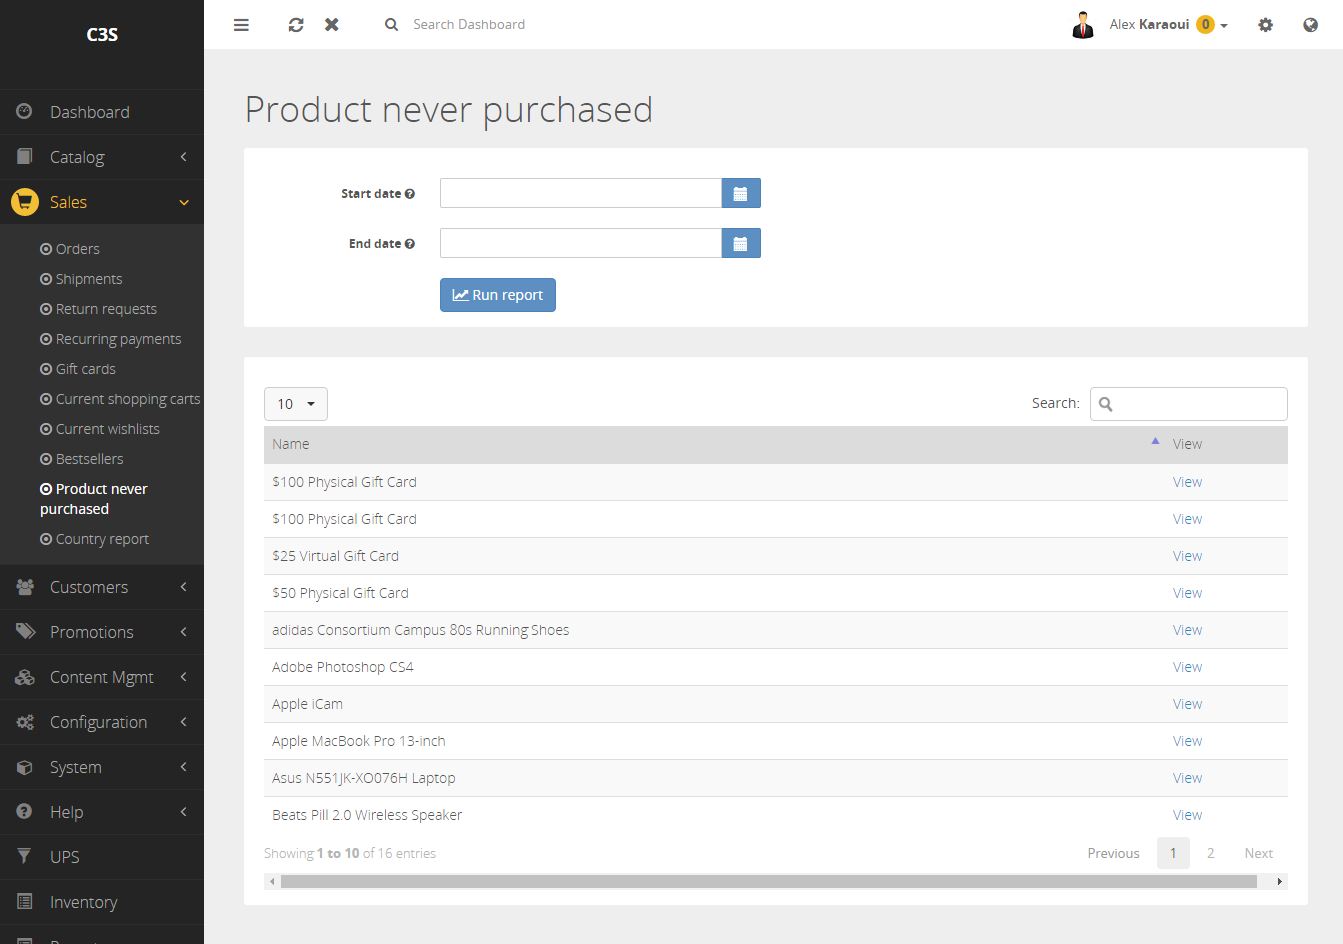 C3S
Search Dashboard
Alex Karaoui 0
Dashboard
Catalog
Sales
Orders
Shipments
Return requests
Recurring payments
Gift cards
Current shopping carts
Current wishlists
Bestsellers
Product never
purchased
Country report
Customers
Promotions
Content Mgmt
Configuration
System
Help
UPS
Inventory
Product never purchased
Start date
End date
Run report
10
Search:
Name View
$100 Physical Gift Card View
$100 Physical Gift Card View
$25 Virtual Gift Card View
$50 Physical Gift Card View
adidas Consortium Campus 80s Running Shoes View
Adobe Photoshop CS4 View
Apple iCam View
Apple MacBook Pro 13-inch View
Asus N551JK-XO076H Laptop View
Beats Pill 2.0 Wireless Speaker View
Showing 1 to 10 of 16 entries
Previous 1 2 Next